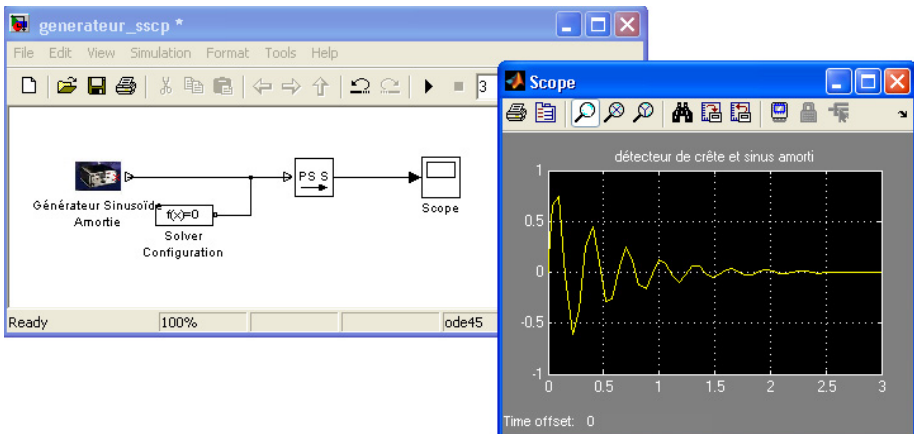 generateur_sscp *
File Edit View Simulation Format Tools Help
3
Générateur Sinusoïde
Amortie
f(x)=0
Solver
Configuration
PS S
Scope
Ready 100% ode45
Scope
détecteur de crête et sinus amorti
1
0.5
0
-0.5
-1
0 0.5 1 1.5 2 2.5 3
Time offset: 0